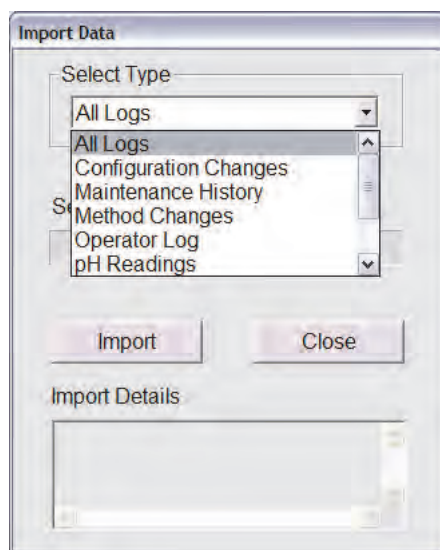 Import Data
Select Type
All Logs
All Logs
Configuration Changes
Maintenance History
Method Changes
Operator Log
pH Readings
Import
Close
Import Details